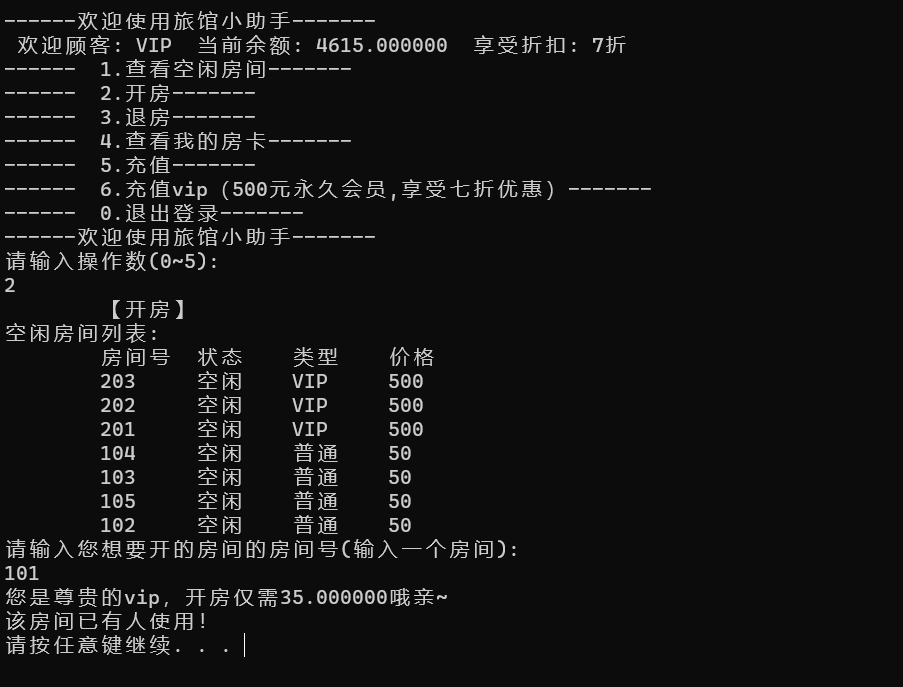 ------欢迎使用旅馆小助手-------
 欢迎顾客: VIP  当前余额: 4615.000000  享受折扣: 7折
------  1.查看空闲房间-------
------  2.开房-------
------  3.退房-------
------  4.查看我的房卡-------
------  5.充值-------
------  6.充值vip（500元永久会员,享受七折优惠）-------
------  0.退出登录-------
------欢迎使用旅馆小助手-------
请输入操作数(0~5):
2
        【开房】
空闲房间列表:
        房间号  状态    类型    价格
        203     空闲    VIP     500
        202     空闲    VIP     500
        201     空闲    VIP     500
        104     空闲    普通    50
        103     空闲    普通    50
        105     空闲    普通    50
        102     空闲    普通    50
请输入您想要开的房间的房间号(输入一个房间):
101
您是尊贵的vip, 开房仅需35.000000哦亲~
该房间已有人使用!
请按任意键继续. . .